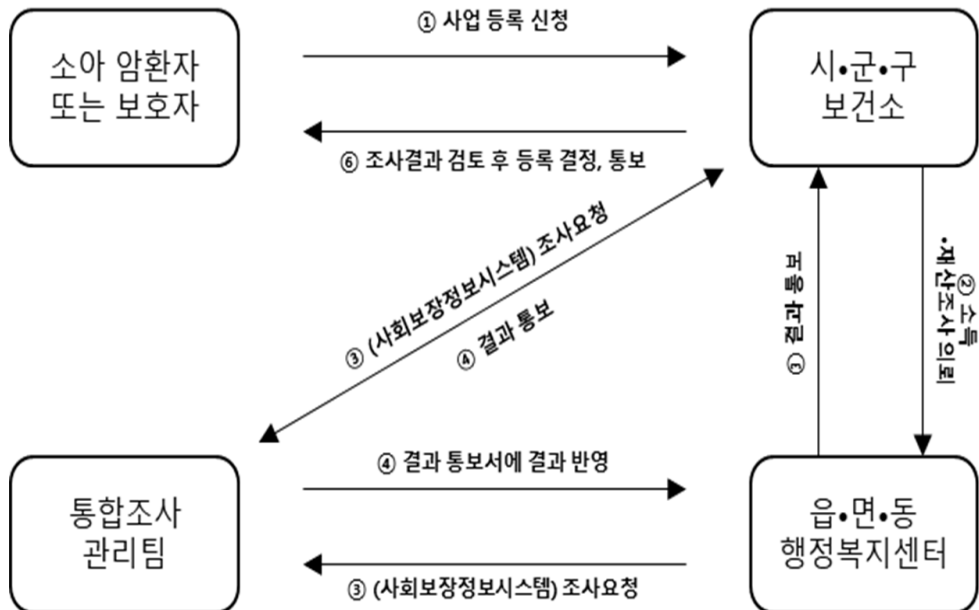 ① 사업 등록 신청
소아 암환자
또는 보호자
시•군•구
보건소
⑥ 조사결과 검토 후 등록 결정, 통보
③ (사회보장정보시스템) 조사요청
④ 결과 통보
② 소득
•재산조사의뢰
결과
④ 결과 통보서에 결과 반영
통합조사
관리팀
읍•면•동
행정복지센터
③ (사회보장정보시스템) 조사요청